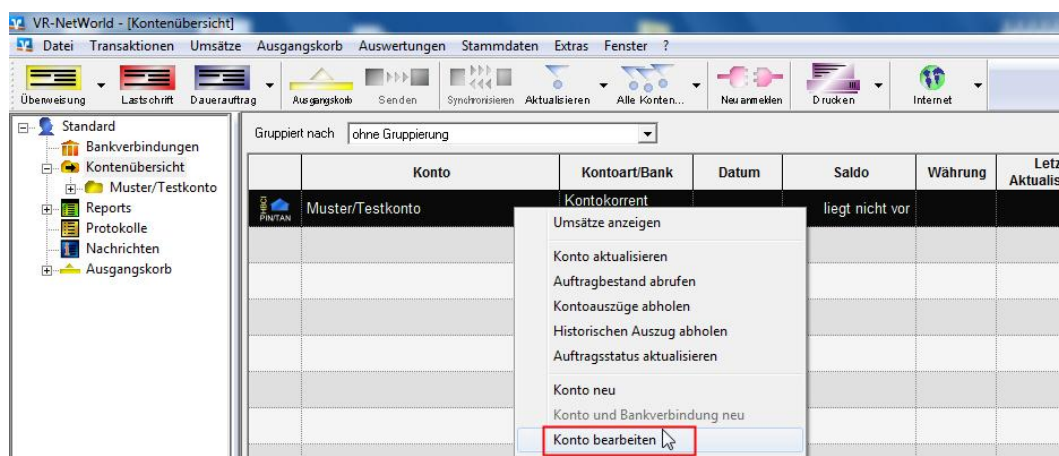 VR-NetWorld - [Kontenübersicht]
Datei Transaktionen Umsätze Ausgangskorb Auswertungen Stammdaten Extras Fenster ?
Überweisung Lastschrift Dauerauftrag Ausgangskorb Senden Synchronisieren Aktualisieren Alle Konten... Neu anmelden Drucken Internet
Standard
Bankverbindungen
Kontenübersicht
Muster/Testkonto
Reports
Protokolle
Nachrichten
Ausgangskorb
Gruppiert nach ohne Gruppierung
Konto Kontoart/Bank Datum Saldo Währung Letz
Aktualis
HBCI
PIN/TAN
Muster/Testkonto Kontokorrent liegt nicht vor
Umsätze anzeigen
Konto aktualisieren
Auftragbestand abrufen
Kontoauszüge abholen
Historischen Auszug abholen
Auftragsstatus aktualisieren
Konto neu
Konto und Bankverbindung neu
Konto bearbeiten